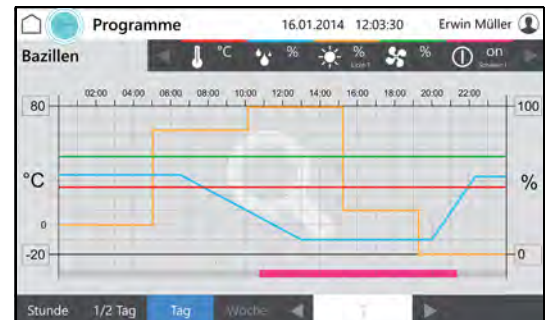 Programme 16.01.2014 12:03:30 Erwin Müller
Bazillen °C % % % on
02:00 04:00 06:00 08:00 10:00 12:00 14:00 16:00 18:00 20:00 22:00
80 100
°C %
0
-20 0
Stunde 1/2 Tag Tag Woche